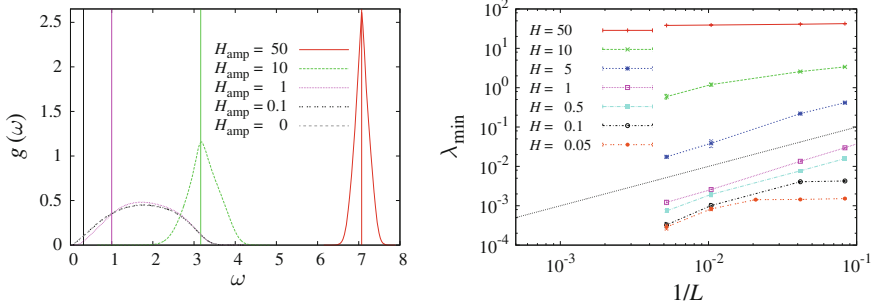 2.5
2
1.5
1
0.5
0
g (ω)
H_amp = 50
H_amp = 10
H_amp = 1
H_amp = 0.1
H_amp = 0
0 1 2 3 4 5 6 7 8
ω
10^2
10^1
10^0
10^-1
10^-2
10^-3
10^-4
λ_min
H = 50
H = 10
H = 5
H = 1
H = 0.5
H = 0.1
H = 0.05
10^-3 10^-2 10^-1
1/L